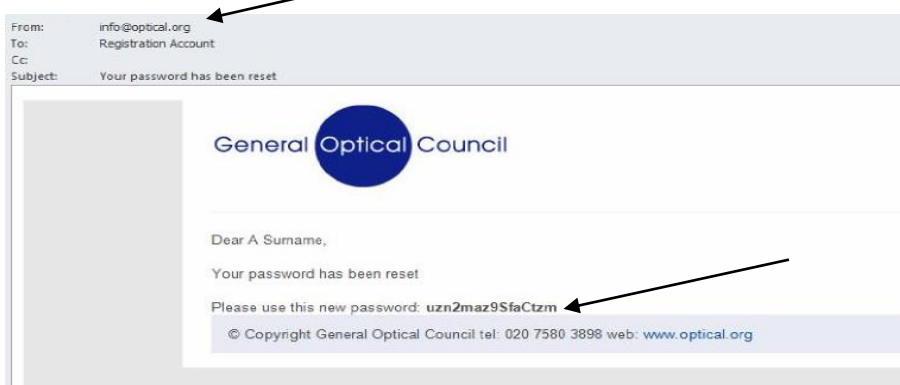 From: info@optical.org
To: Registration Account
Cc:
Subject: Your password has been reset
General Optical Council
Dear A Surname,
Your password has been reset
Please use this new password: uzn2maz9SfaCtzm
© Copyright General Optical Council tel: 020 7580 3898 web: www.optical.org